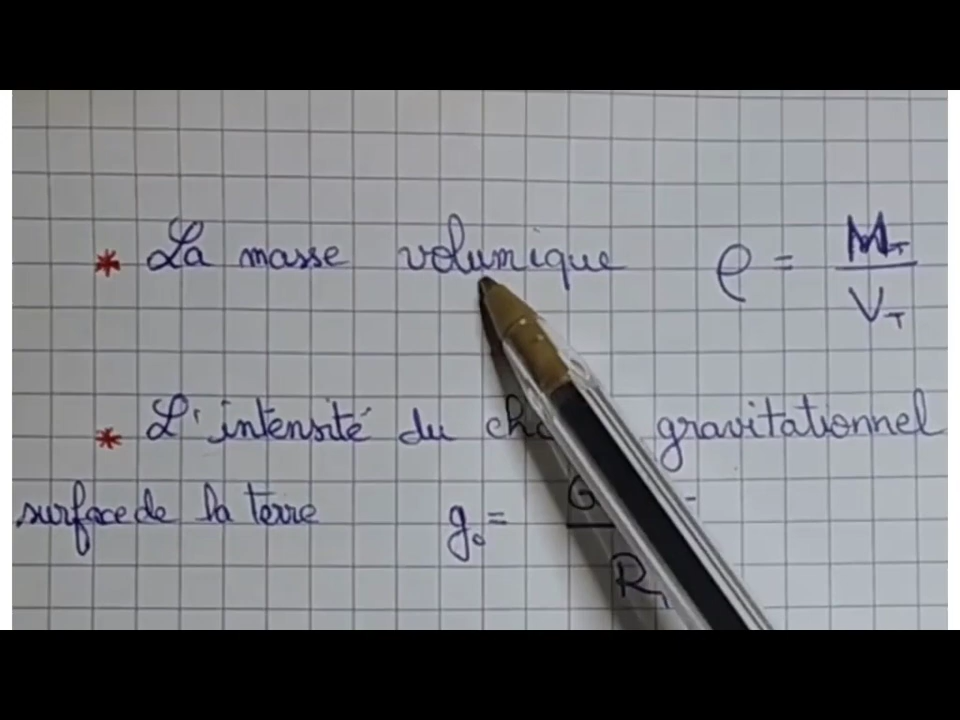 * La masse volumique ρ = M_T / V_T
* L'intensité du gravitationnel
surface de la terre g₀ = G / R